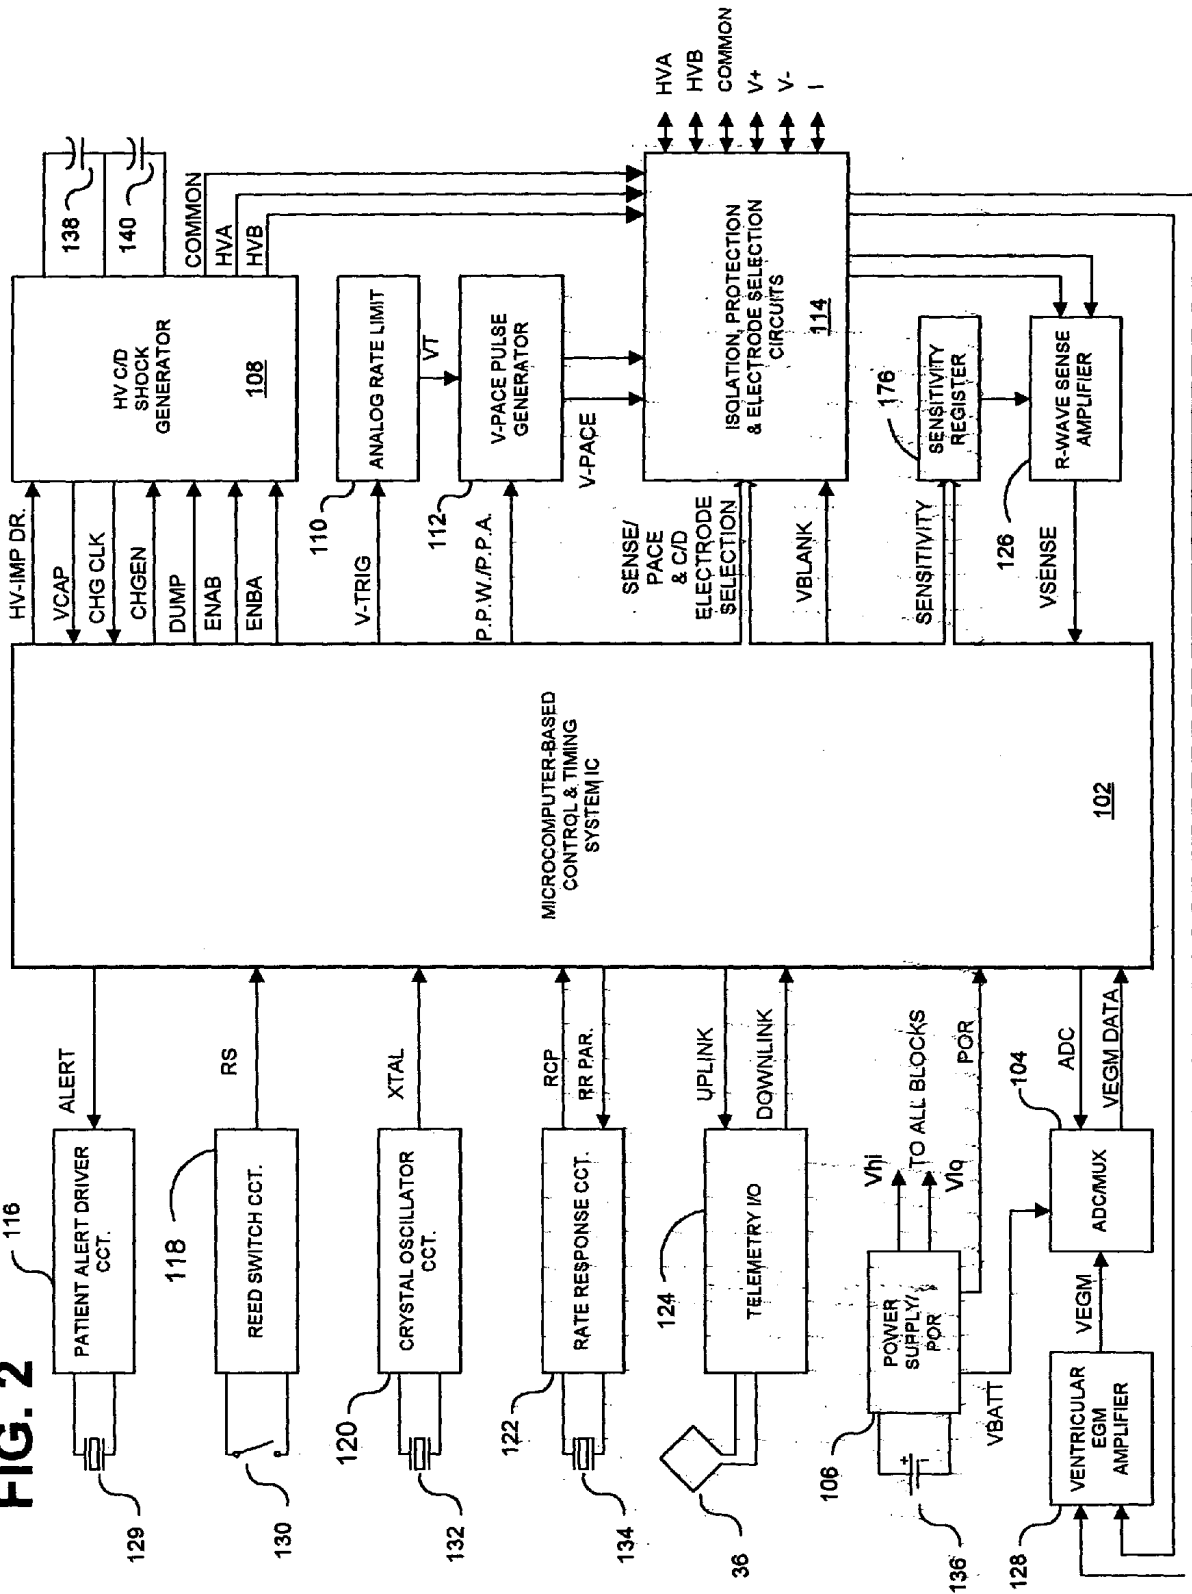 FIG. 2
116
PATIENT ALERT DRIVER
CCT.
129
ALERT
118
REED SWITCH CCT.
130
RS
120
CRYSTAL OSCILLATOR
CCT.
132
XTAL
122
RATE RESPONSE CCT.
134
RCP
RR PAR.
124
TELEMETRY I/O
36
UPLINK
DOWNLINK
106
POWER
SUPPLY/
POR
136
+
Vhi
Vlo
TO ALL BLOCKS
POR
VBATT
128
VENTRICULAR
EGM
AMPLIFIER
VEGM
104
ADC/MUX
ADC
VEGM DATA
MICROCOMPUTER-BASED
CONTROL & TIMING
SYSTEM IC
102
HV-IMP DR.
VCAP
CHG CLK
CHGEN
DUMP
ENAB
ENBA
HV C/D
SHOCK
GENERATOR
108
138
140
COMMON
HVA
HVB
V-TRIG
110
ANALOG RATE LIMIT
VT
P.P.W./P.P.A.
112
V-PACE PULSE
GENERATOR
V-PACE
SENSE/
PACE
& C/D
ELECTRODE
SELECTION
VBLANK
ISOLATION, PROTECTION
& ELECTRODE SELECTION
CIRCUITS
114
HVA
HVB
COMMON
V+
V-
I
SENSITIVITY
176
SENSITIVITY
REGISTER
126
R-WAVE SENSE
AMPLIFIER
VSENSE